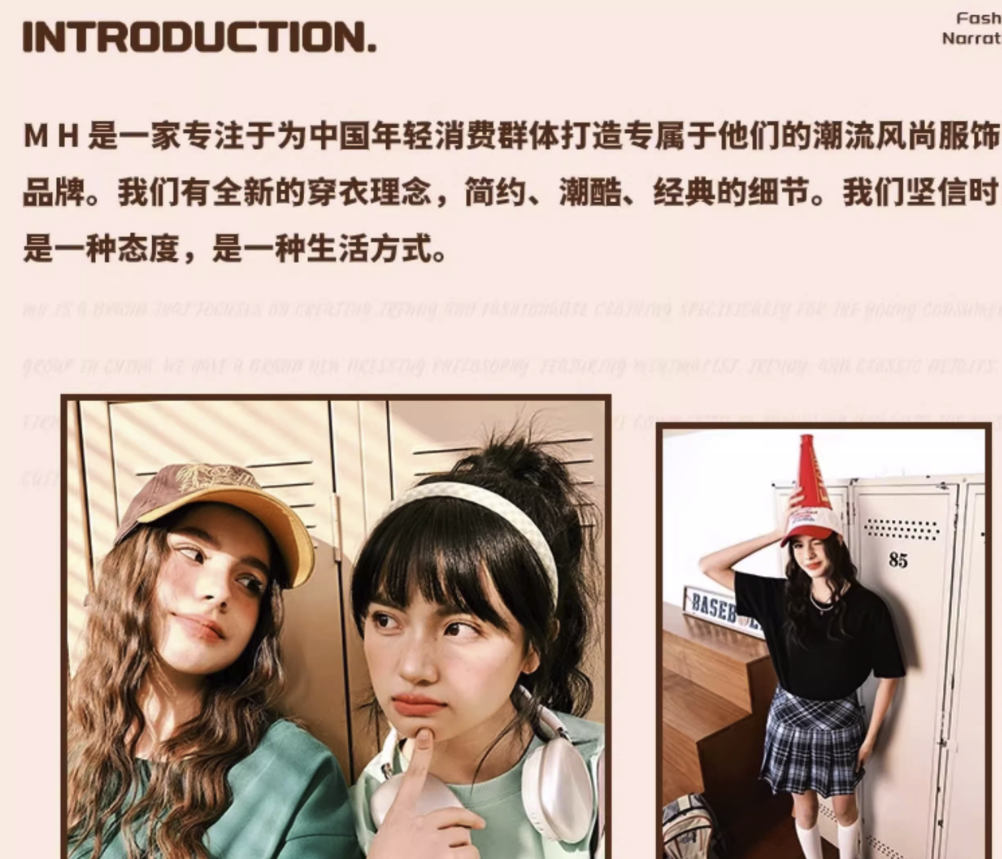 INTRODUCTION.
Fash
Narrat
M H 是一家专注于为中国年轻消费群体打造专属于他们的潮流风尚服饰
品牌。我们有全新的穿衣理念，简约、潮酷、经典的细节。我们坚信时
是一种态度，是一种生活方式。
MH IS A BRAND THAT FOCUSES ON CREATING TRENDY AND FASHIONABLE CLOTHING SPECIFICALLY FOR THE YOUNG CONSUME
GROUP IN CHINA. WE HAVE A BRAND NEW DRESSING PHILOSOPHY, FEATURING MINIMALIST, TRENDY, AND CLASSIC DETAILS.
85
BASEB